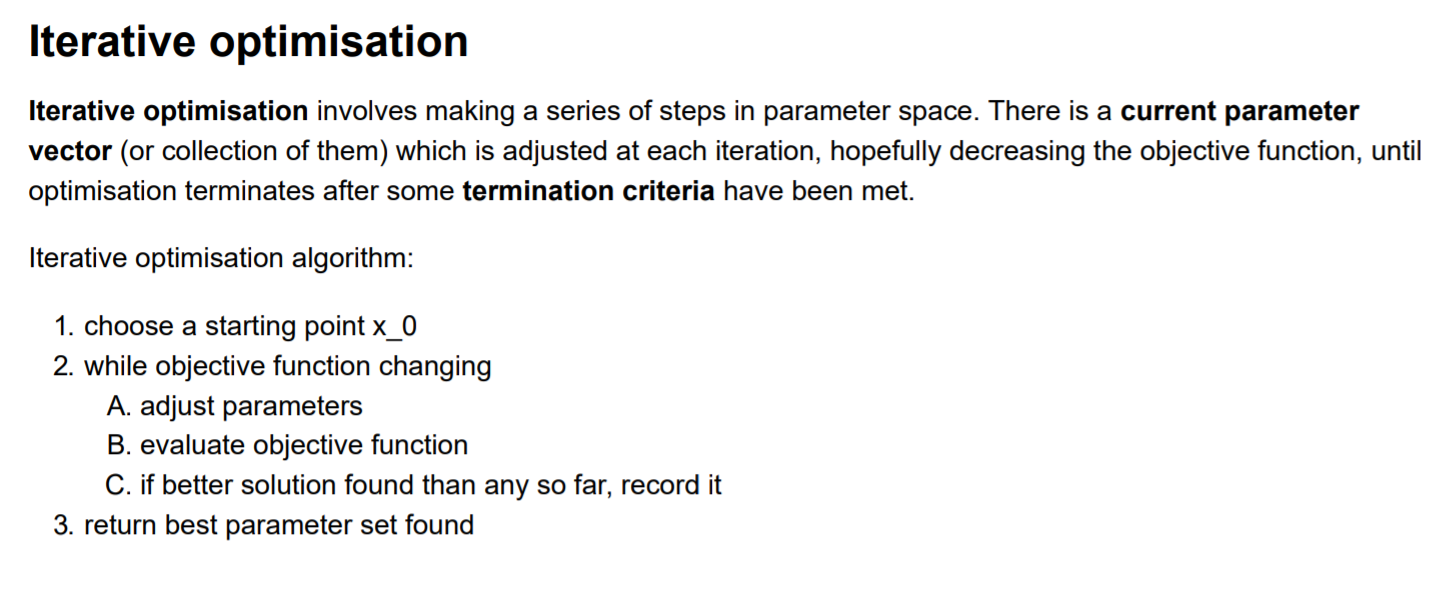 Iterative optimisation
Iterative optimisation involves making a series of steps in parameter space. There is a current parameter
vector (or collection of them) which is adjusted at each iteration, hopefully decreasing the objective function, until
optimisation terminates after some termination criteria have been met.
Iterative optimisation algorithm:
1. choose a starting point x_0
2. while objective function changing
A. adjust parameters
B. evaluate objective function
C. if better solution found than any so far, record it
3. return best parameter set found